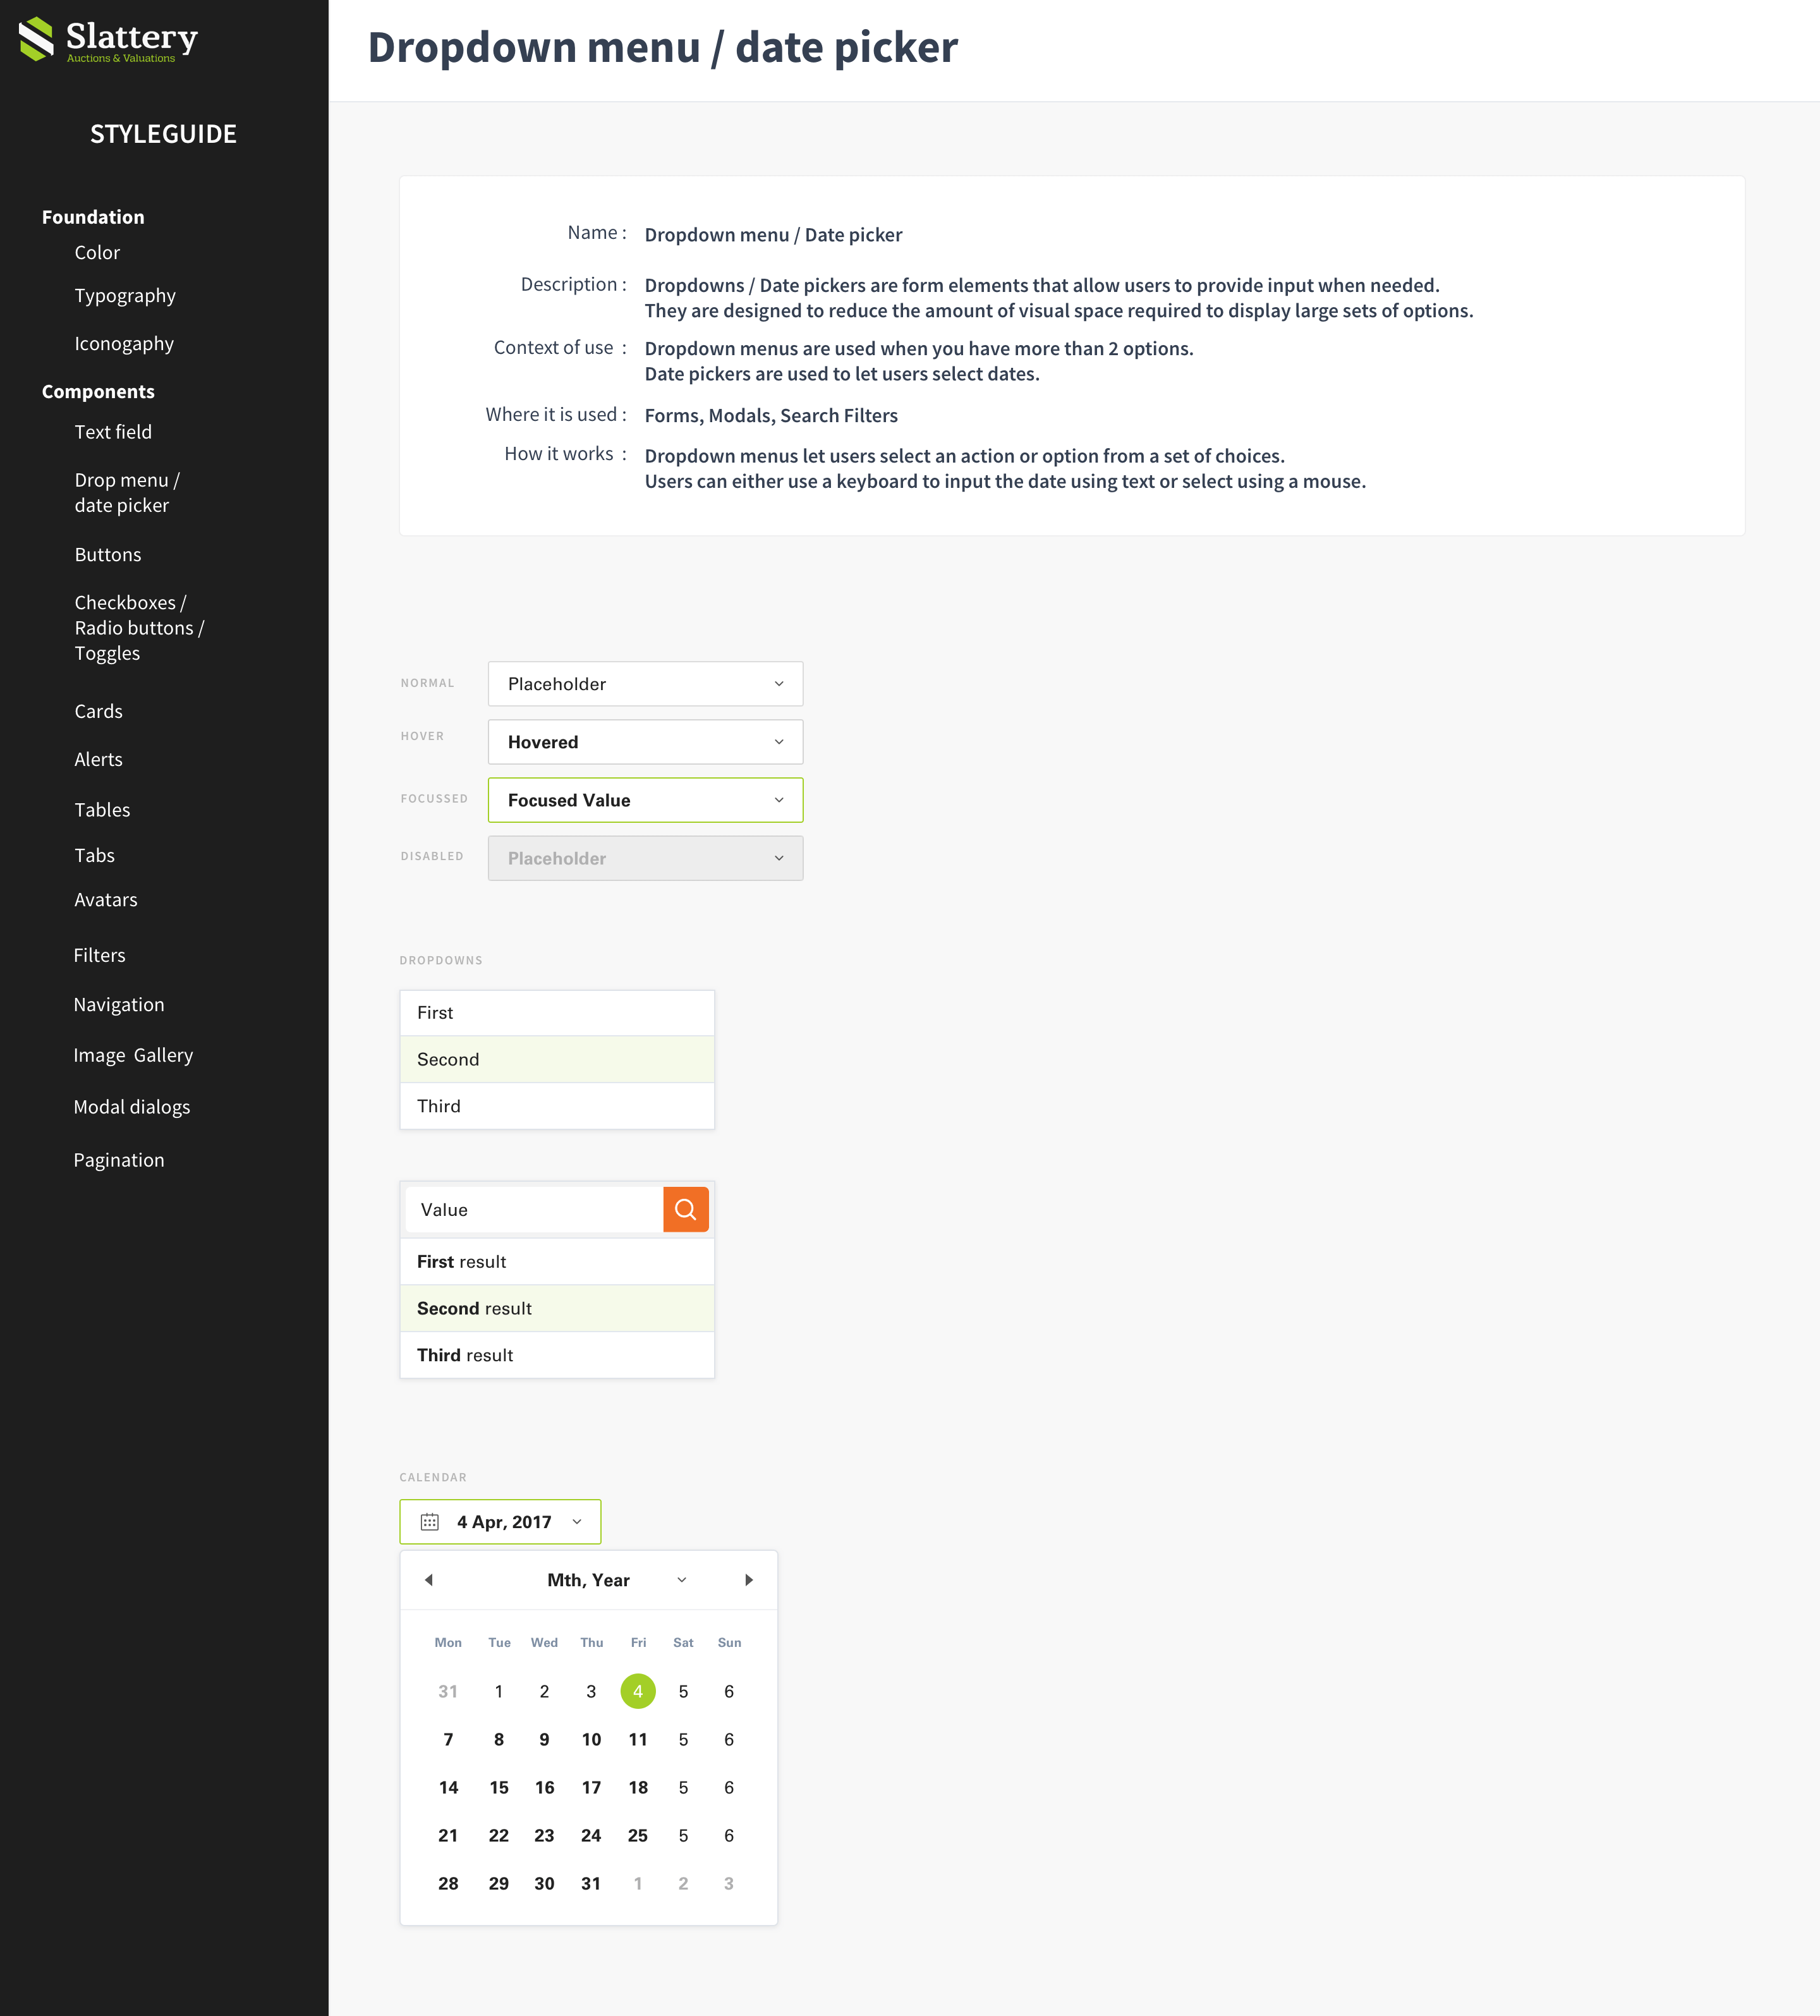 Slattery
Auctions & Valuations
STYLEGUIDE
Foundation
Color
Typography
Iconogaphy
Components
Text field
Drop menu /
date picker
Buttons
Checkboxes /
Radio buttons /
Toggles
Cards
Alerts
Tables
Tabs
Avatars
Filters
Navigation
Image Gallery
Modal dialogs
Pagination
Dropdown menu / date picker
Name : Dropdown menu / Date picker
Description : Dropdowns / Date pickers are form elements that allow users to provide input when needed.
They are designed to reduce the amount of visual space required to display large sets of options.
Context of use : Dropdown menus are used when you have more than 2 options.
Date pickers are used to let users select dates.
Where it is used : Forms, Modals, Search Filters
How it works : Dropdown menus let users select an action or option from a set of choices.
Users can either use a keyboard to input the date using text or select using a mouse.
NORMAL Placeholder
HOVER Hovered
FOCUSSED Focused Value
DISABLED Placeholder
DROPDOWNS
First
Second
Third
Value
First result
Second result
Third result
CALENDAR
4 Apr, 2017
Mth, Year
Mon Tue Wed Thu Fri Sat Sun
31 1 2 3 4 5 6
7 8 9 10 11 5 6
14 15 16 17 18 5 6
21 22 23 24 25 5 6
28 29 30 31 1 2 3